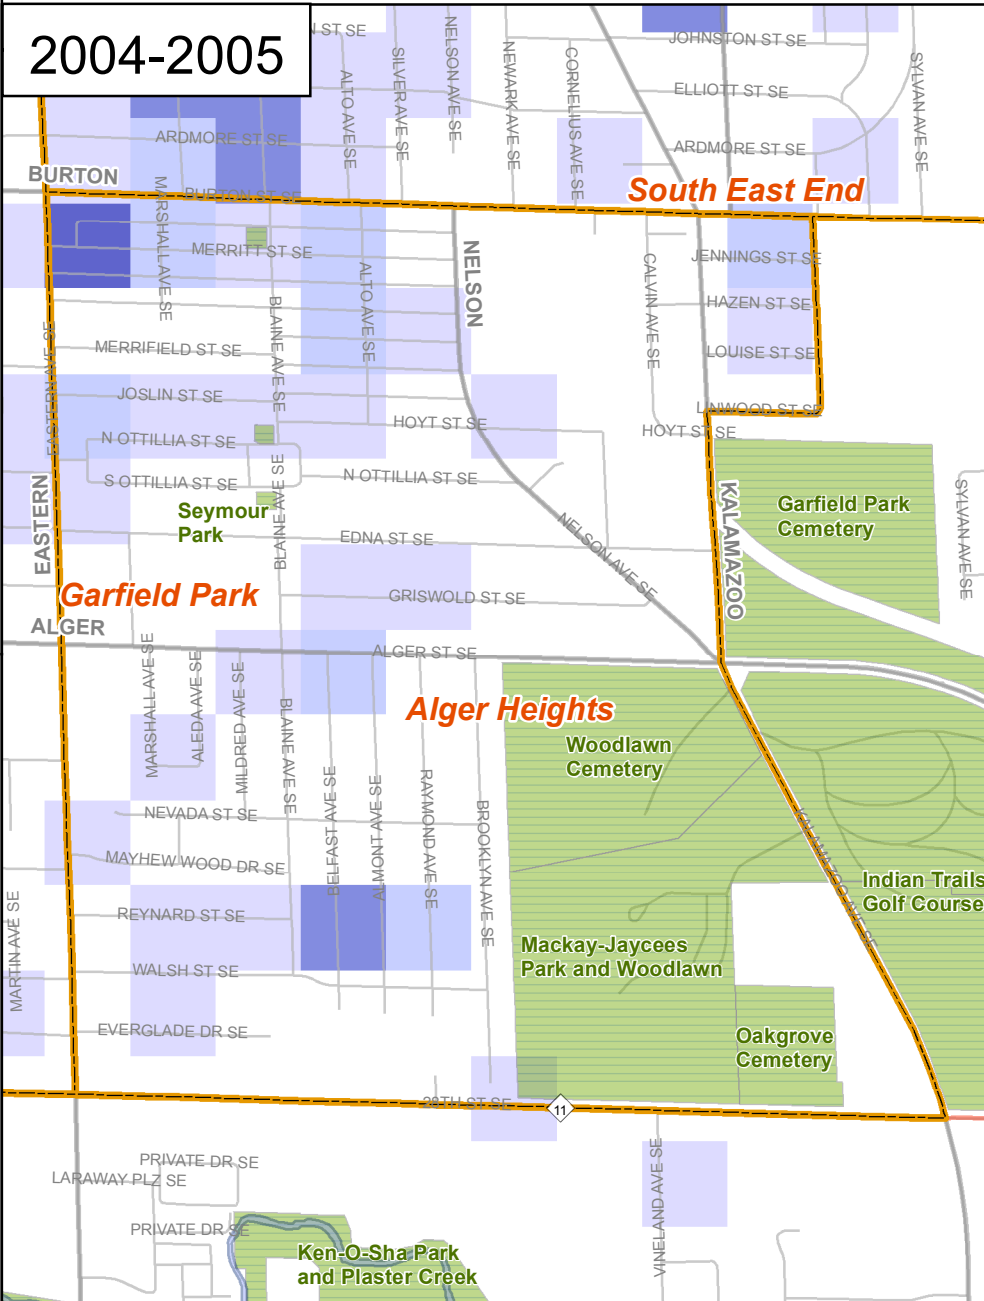 2004-2005
N ST SE
ALTO AVE SE
SILVER AVE SE
NELSON AVE SE
NEWARK AVE SE
CORNELIUS AVE SE
JOHNSTON ST SE
ELLIOTT ST SE
ARDMORE ST SE
SYLVAN AVE SE
ARDMORE ST SE
BURTON
BURTON ST SE
South East End
MARSHALL AVE SE
MERRITT ST SE
ALTO AVE SE
NELSON
CALVIN AVE SE
JENNINGS ST SE
HAZEN ST SE
BLAINE AVE SE
EASTERN AVE SE
MERRIFIELD ST SE
LOUISE ST SE
JOSLIN ST SE
LINWOOD ST SE
HOYT ST SE
HOYT ST SE
N OTTILLIA ST SE
S OTTILLIA ST SE
N OTTILLIA ST SE
BLAINE AVE SE
Seymour
Park
EASTERN
EDNA ST SE
NELSON AVE SE
KALAMAZOO
Garfield Park
Cemetery
SYLVAN AVE SE
Garfield Park
GRISWOLD ST SE
ALGER
ALGER ST SE
MARSHALL AVE SE
ALEDA AVE SE
MILDRED AVE SE
BLAINE AVE SE
Alger Heights
Woodlawn
Cemetery
BELFAST AVE SE
ALMONT AVE SE
RAYMOND AVE SE
BROOKLYN AVE SE
NEVADA ST SE
MAYHEW WOOD DR SE
KALAMAZOO AVE SE
Indian Trails
Golf Course
MARTIN AVE SE
REYNARD ST SE
WALSH ST SE
Mackay-Jaycees
Park and Woodlawn
EVERGLADE DR SE
Oakgrove
Cemetery
28TH ST SE
11
PRIVATE DR SE
LARAWAY PLZ SE
VINELAND AVE SE
PRIVATE DR SE
Ken-O-Sha Park
and Plaster Creek